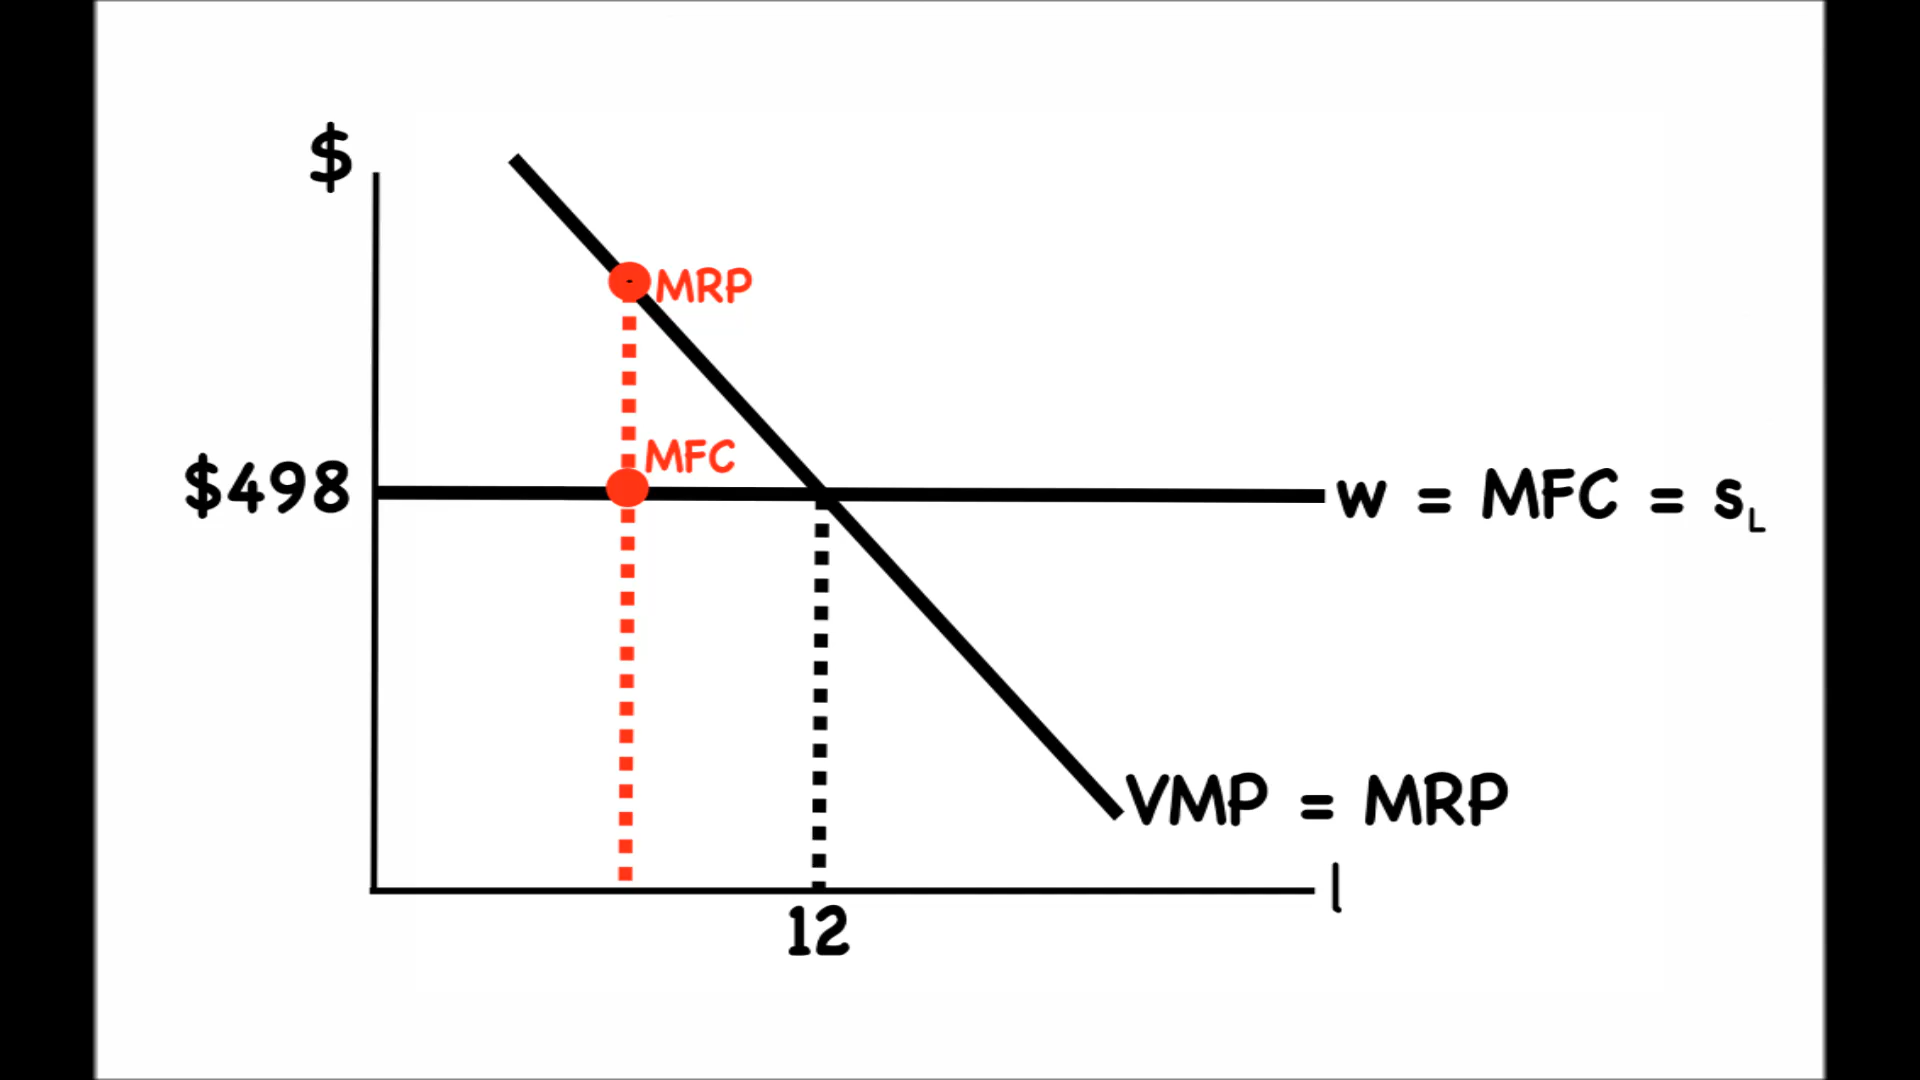 $
MRP
MFC
$498
w = MFC = sL
VMP = MRP
l
12